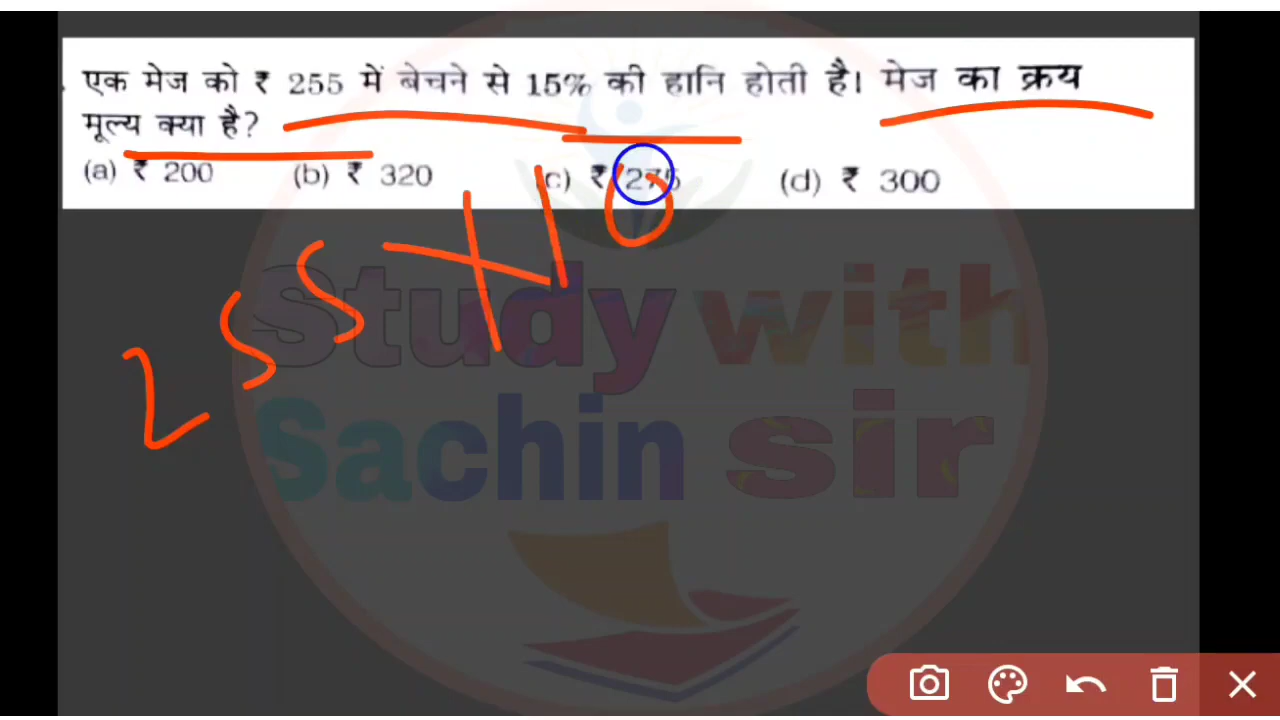 एक मेज को ₹ 255 में बेचने से 15% की हानि होती है। मेज का क्रय
मूल्य क्या है?
(a) ₹ 200 (b) ₹ 320 (c) ₹ 275 (d) ₹ 300
255 × 10
Study with
Sachin sir